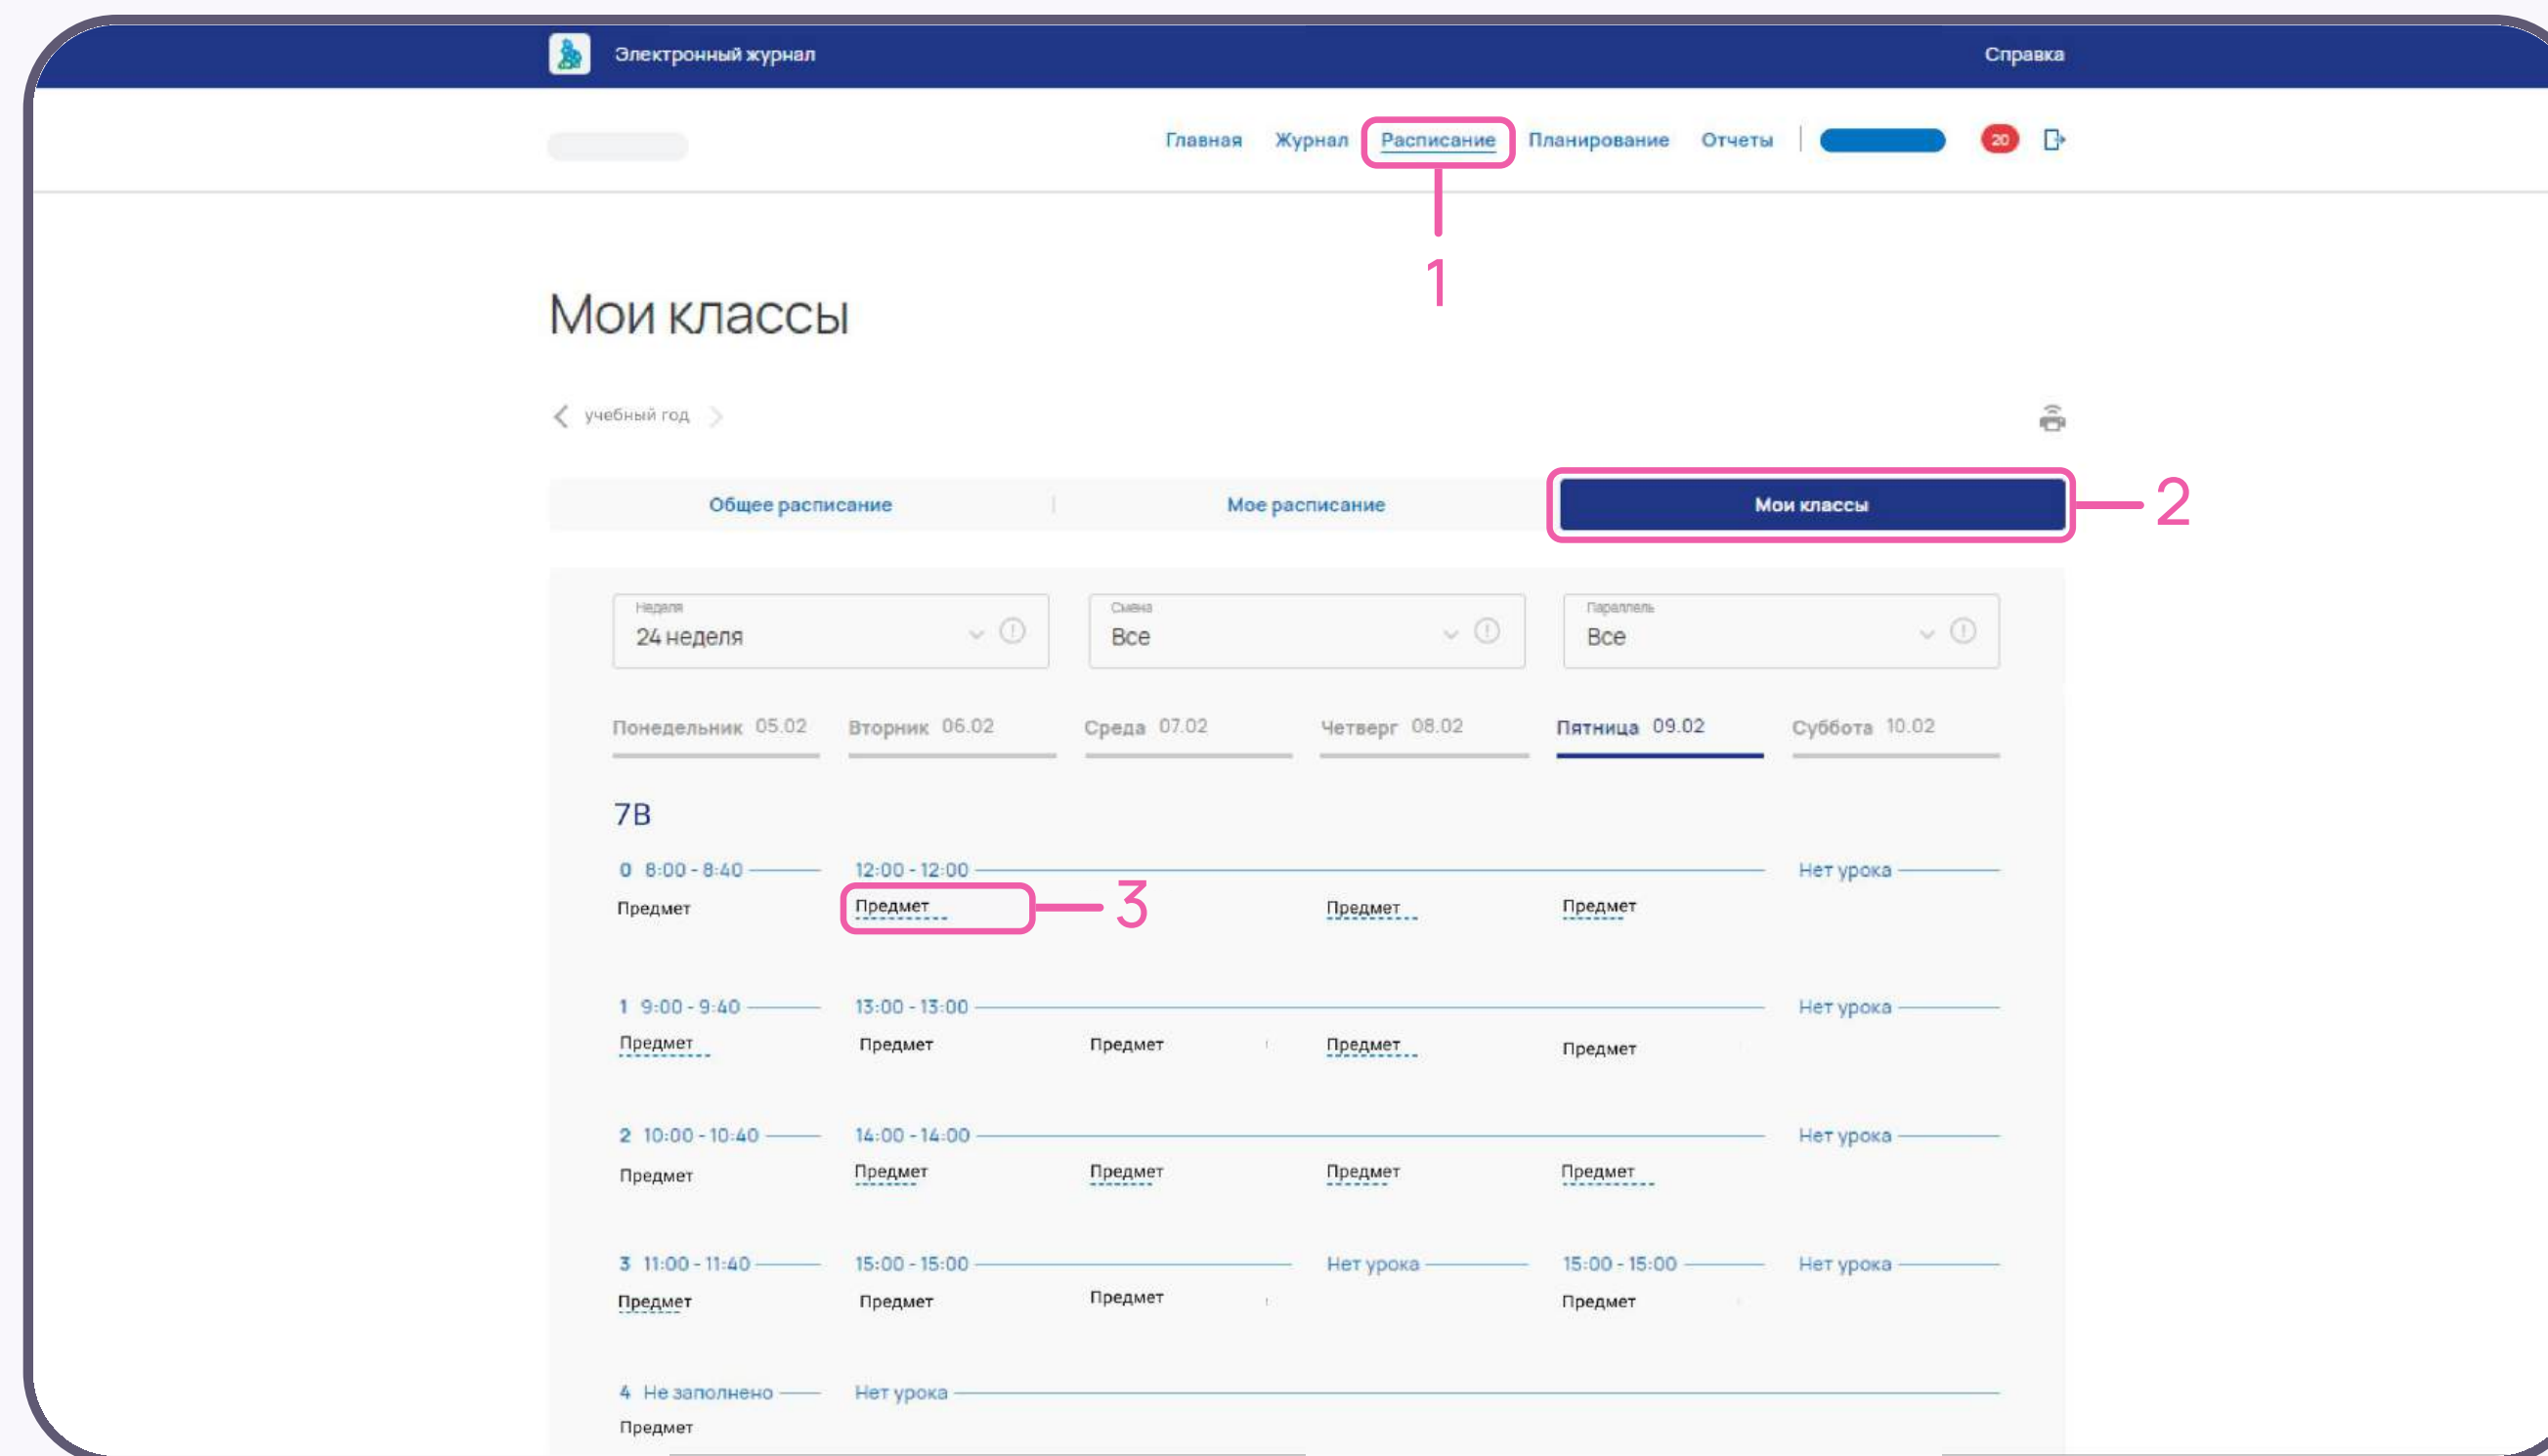 Электронный журнал Справка
Главная Журнал Расписание Планирование Отчеты 20
1
Мои классы
учебный год
Общее расписание Мое расписание Мои классы 2
Неделя Смена Параллель
24 неделя Все Все
Понедельник 05.02 Вторник 06.02 Среда 07.02 Четверг 08.02 Пятница 09.02 Суббота 10.02
7В
0 8:00 - 8:40 12:00 - 12:00 Нет урока
Предмет Предмет 3 Предмет Предмет
1 9:00 - 9:40 13:00 - 13:00 Нет урока
Предмет Предмет Предмет Предмет Предмет
2 10:00 - 10:40 14:00 - 14:00 Нет урока
Предмет Предмет Предмет Предмет Предмет
3 11:00 - 11:40 15:00 - 15:00 Нет урока 15:00 - 15:00 Нет урока
Предмет Предмет Предмет Предмет
4 Не заполнено Нет урока
Предмет